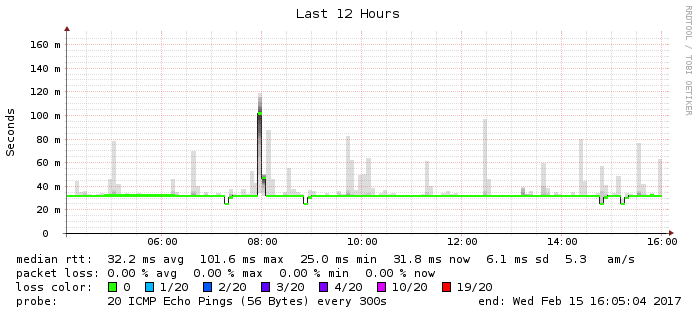 Last 12 Hours
RRDTOOL / TOBI OETIKER
Seconds
160 m
140 m
120 m
100 m
80 m
60 m
40 m
20 m
0
06:00 08:00 10:00 12:00 14:00 16:00
median rtt: 32.2 ms avg 101.6 ms max 25.0 ms min 31.8 ms now 6.1 ms sd 5.3 am/s
packet loss: 0.00 % avg 0.00 % max 0.00 % min 0.00 % now
loss color: 0 1/20 2/20 3/20 4/20 10/20 19/20
probe: 20 ICMP Echo Pings (56 Bytes) every 300s end: Wed Feb 15 16:05:04 2017